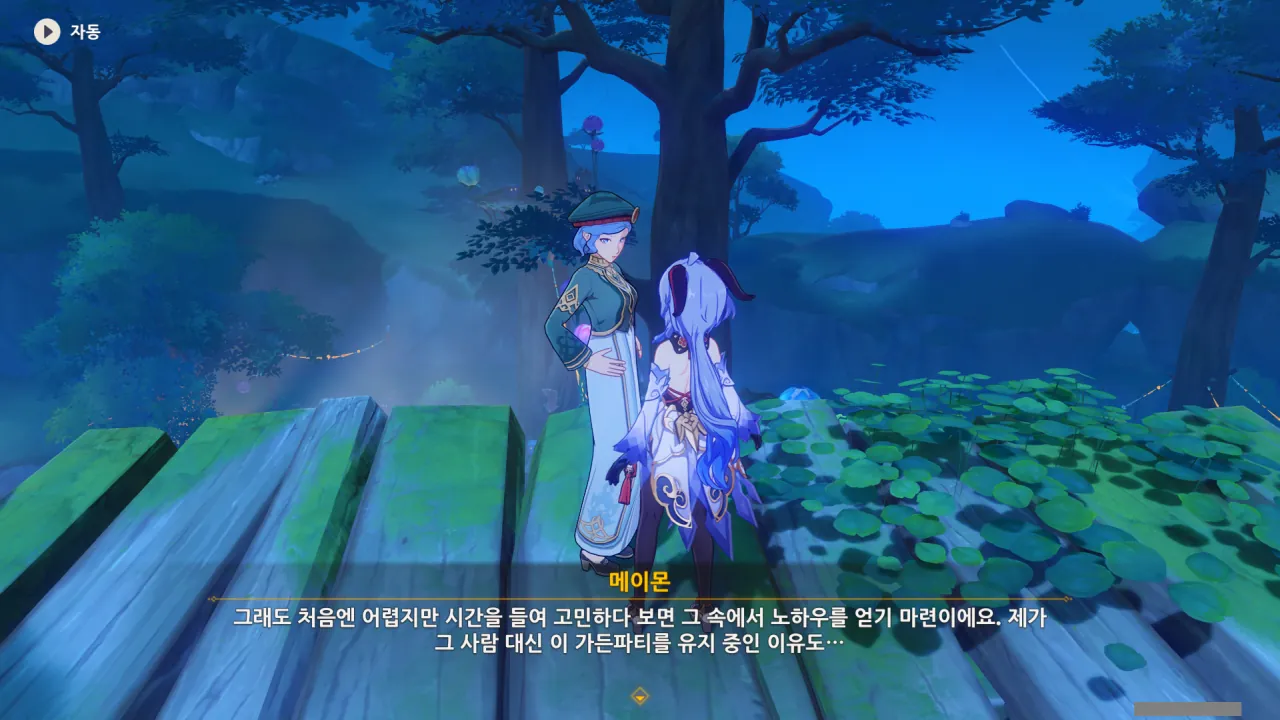 자동
메이몬
그래도 처음엔 어렵지만 시간을 들여 고민하다 보면 그 속에서 노하우를 얻기 마련이에요. 제가
그 사람 대신 이 가든파티를 유지 중인 이유도…